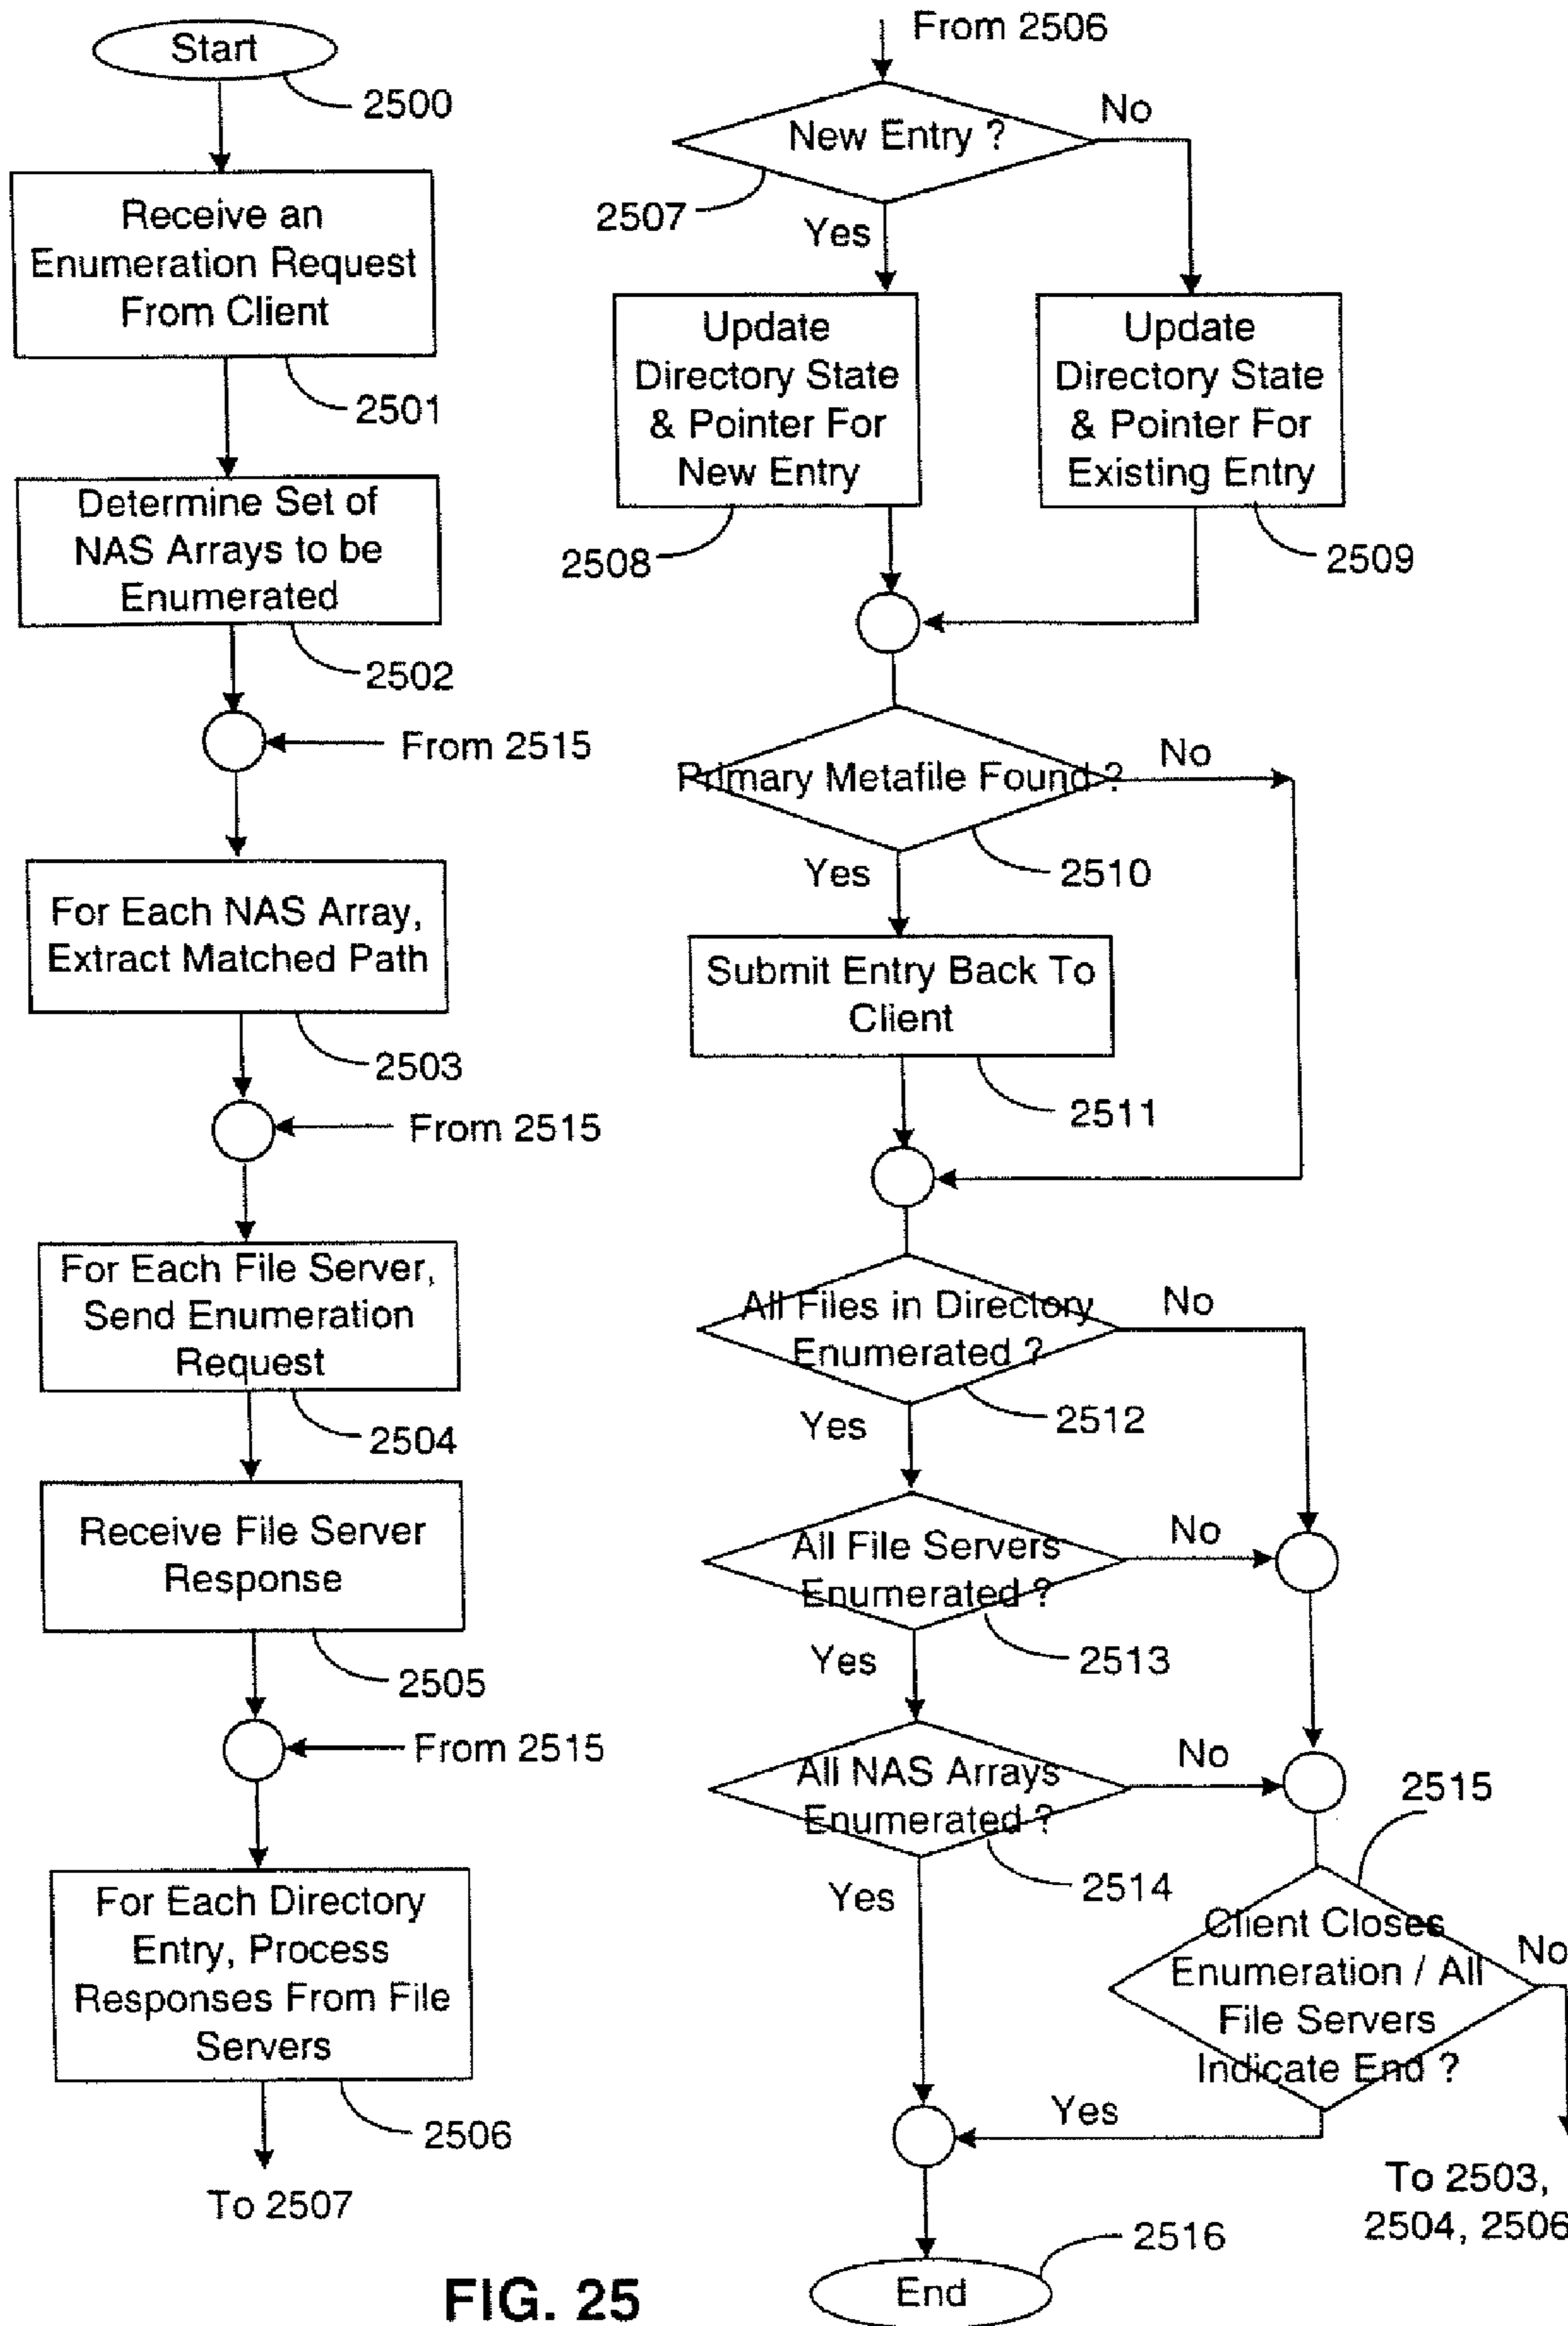 Start
2500
Receive an
Enumeration Request
From Client
2501
Determine Set of
NAS Arrays to be
Enumerated
2502
From 2515
For Each NAS Array,
Extract Matched Path
2503
From 2515
For Each File Server,
Send Enumeration
Request
2504
Receive File Server
Response
2505
From 2515
For Each Directory
Entry, Process
Responses From File
Servers
2506
To 2507
From 2506
New Entry ?
No
2507
Yes
Update
Directory State
& Pointer For
New Entry
2508
Update
Directory State
& Pointer For
Existing Entry
2509
Primary Metafile Found ?
No
Yes
2510
Submit Entry Back To
Client
2511
All Files in Directory
Enumerated ?
No
Yes
2512
All File Servers
Enumerated ?
No
Yes
2513
All NAS Arrays
Enumerated ?
No
Yes
2514
2515
Client Closes
Enumeration / All
File Servers
Indicate End ?
No
Yes
To 2503,
2504, 2506
2516
End
FIG. 25